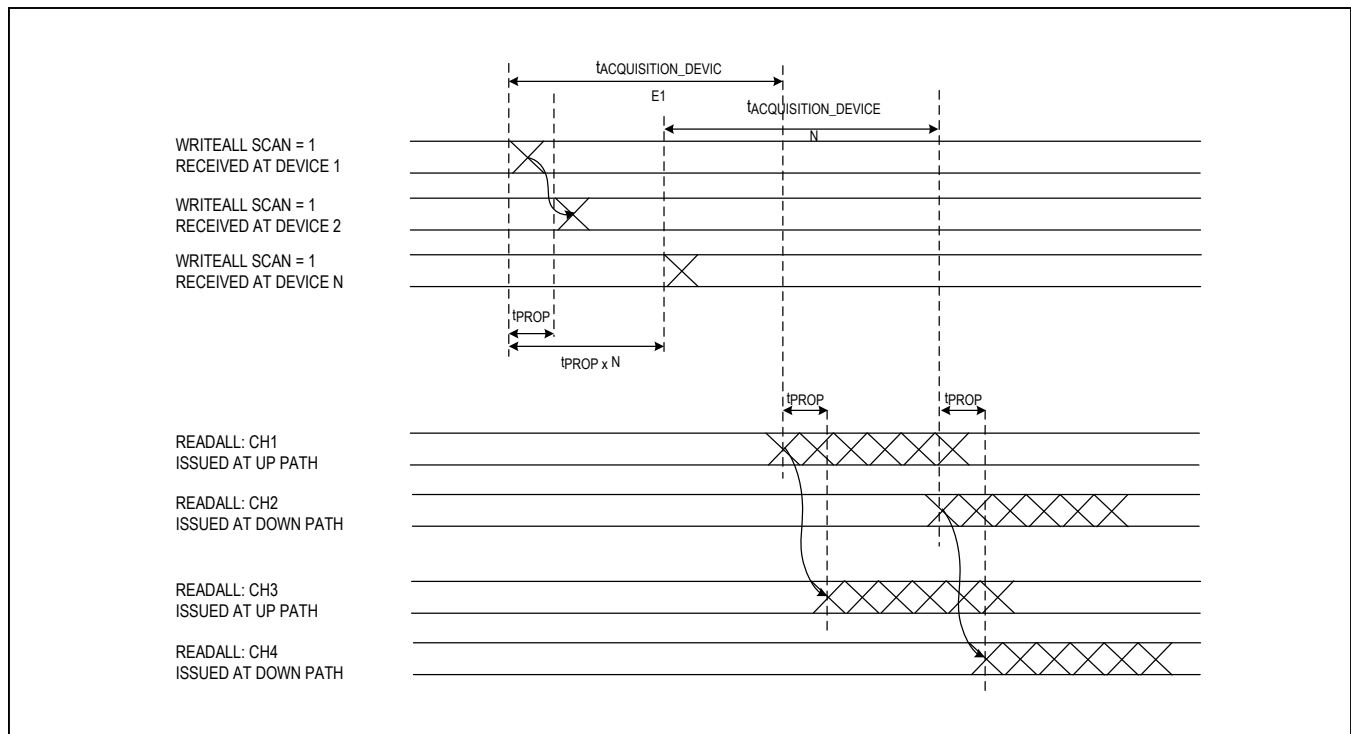 tACQUISITION_DEVIC
E1
tACQUISITION_DEVICE
N
WRITEALL SCAN = 1
RECEIVED AT DEVICE 1
WRITEALL SCAN = 1
RECEIVED AT DEVICE 2
WRITEALL SCAN = 1
RECEIVED AT DEVICE N
tPROP
tPROP x N
tPROP
tPROP
READALL: CH1
ISSUED AT UP PATH
READALL: CH2
ISSUED AT DOWN PATH
READALL: CH3
ISSUED AT UP PATH
READALL: CH4
ISSUED AT DOWN PATH